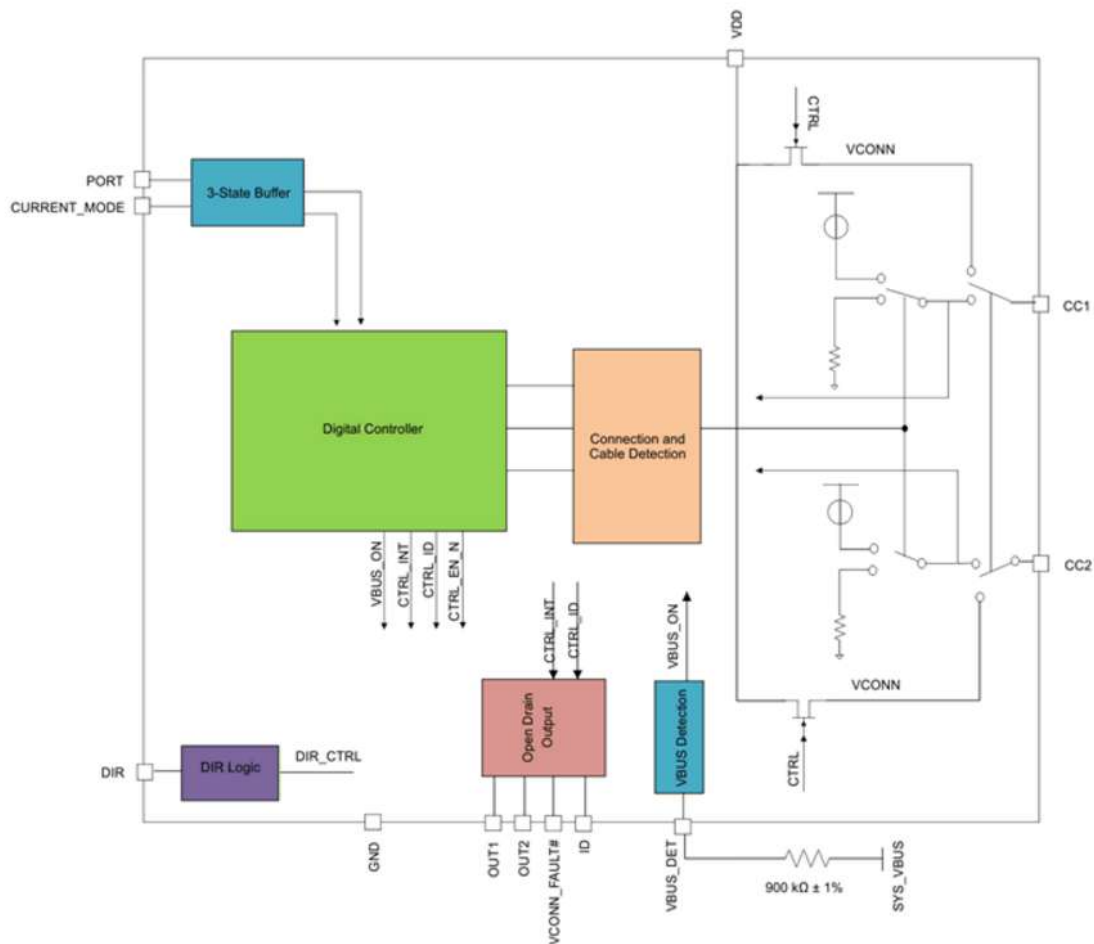 VDD
CTRL
VCONN
PORT
CURRENT_MODE
3-State Buffer
CC1
Digital Controller
Connection and
Cable Detection
VBUS_ON
CTRL_INT
CTRL_ID
CTRL_EN_N
CC2
CTRL_INT
CTRL_ID
VBUS_ON
VCONN
Open Drain
Output
VBUS Detection
CTRL
DIR
DIR Logic
DIR_CTRL
GND
OUT1
OUT2
VCONN_FAULT#
ID
VBUS_DET
900 kΩ ± 1%
SYS_VBUS